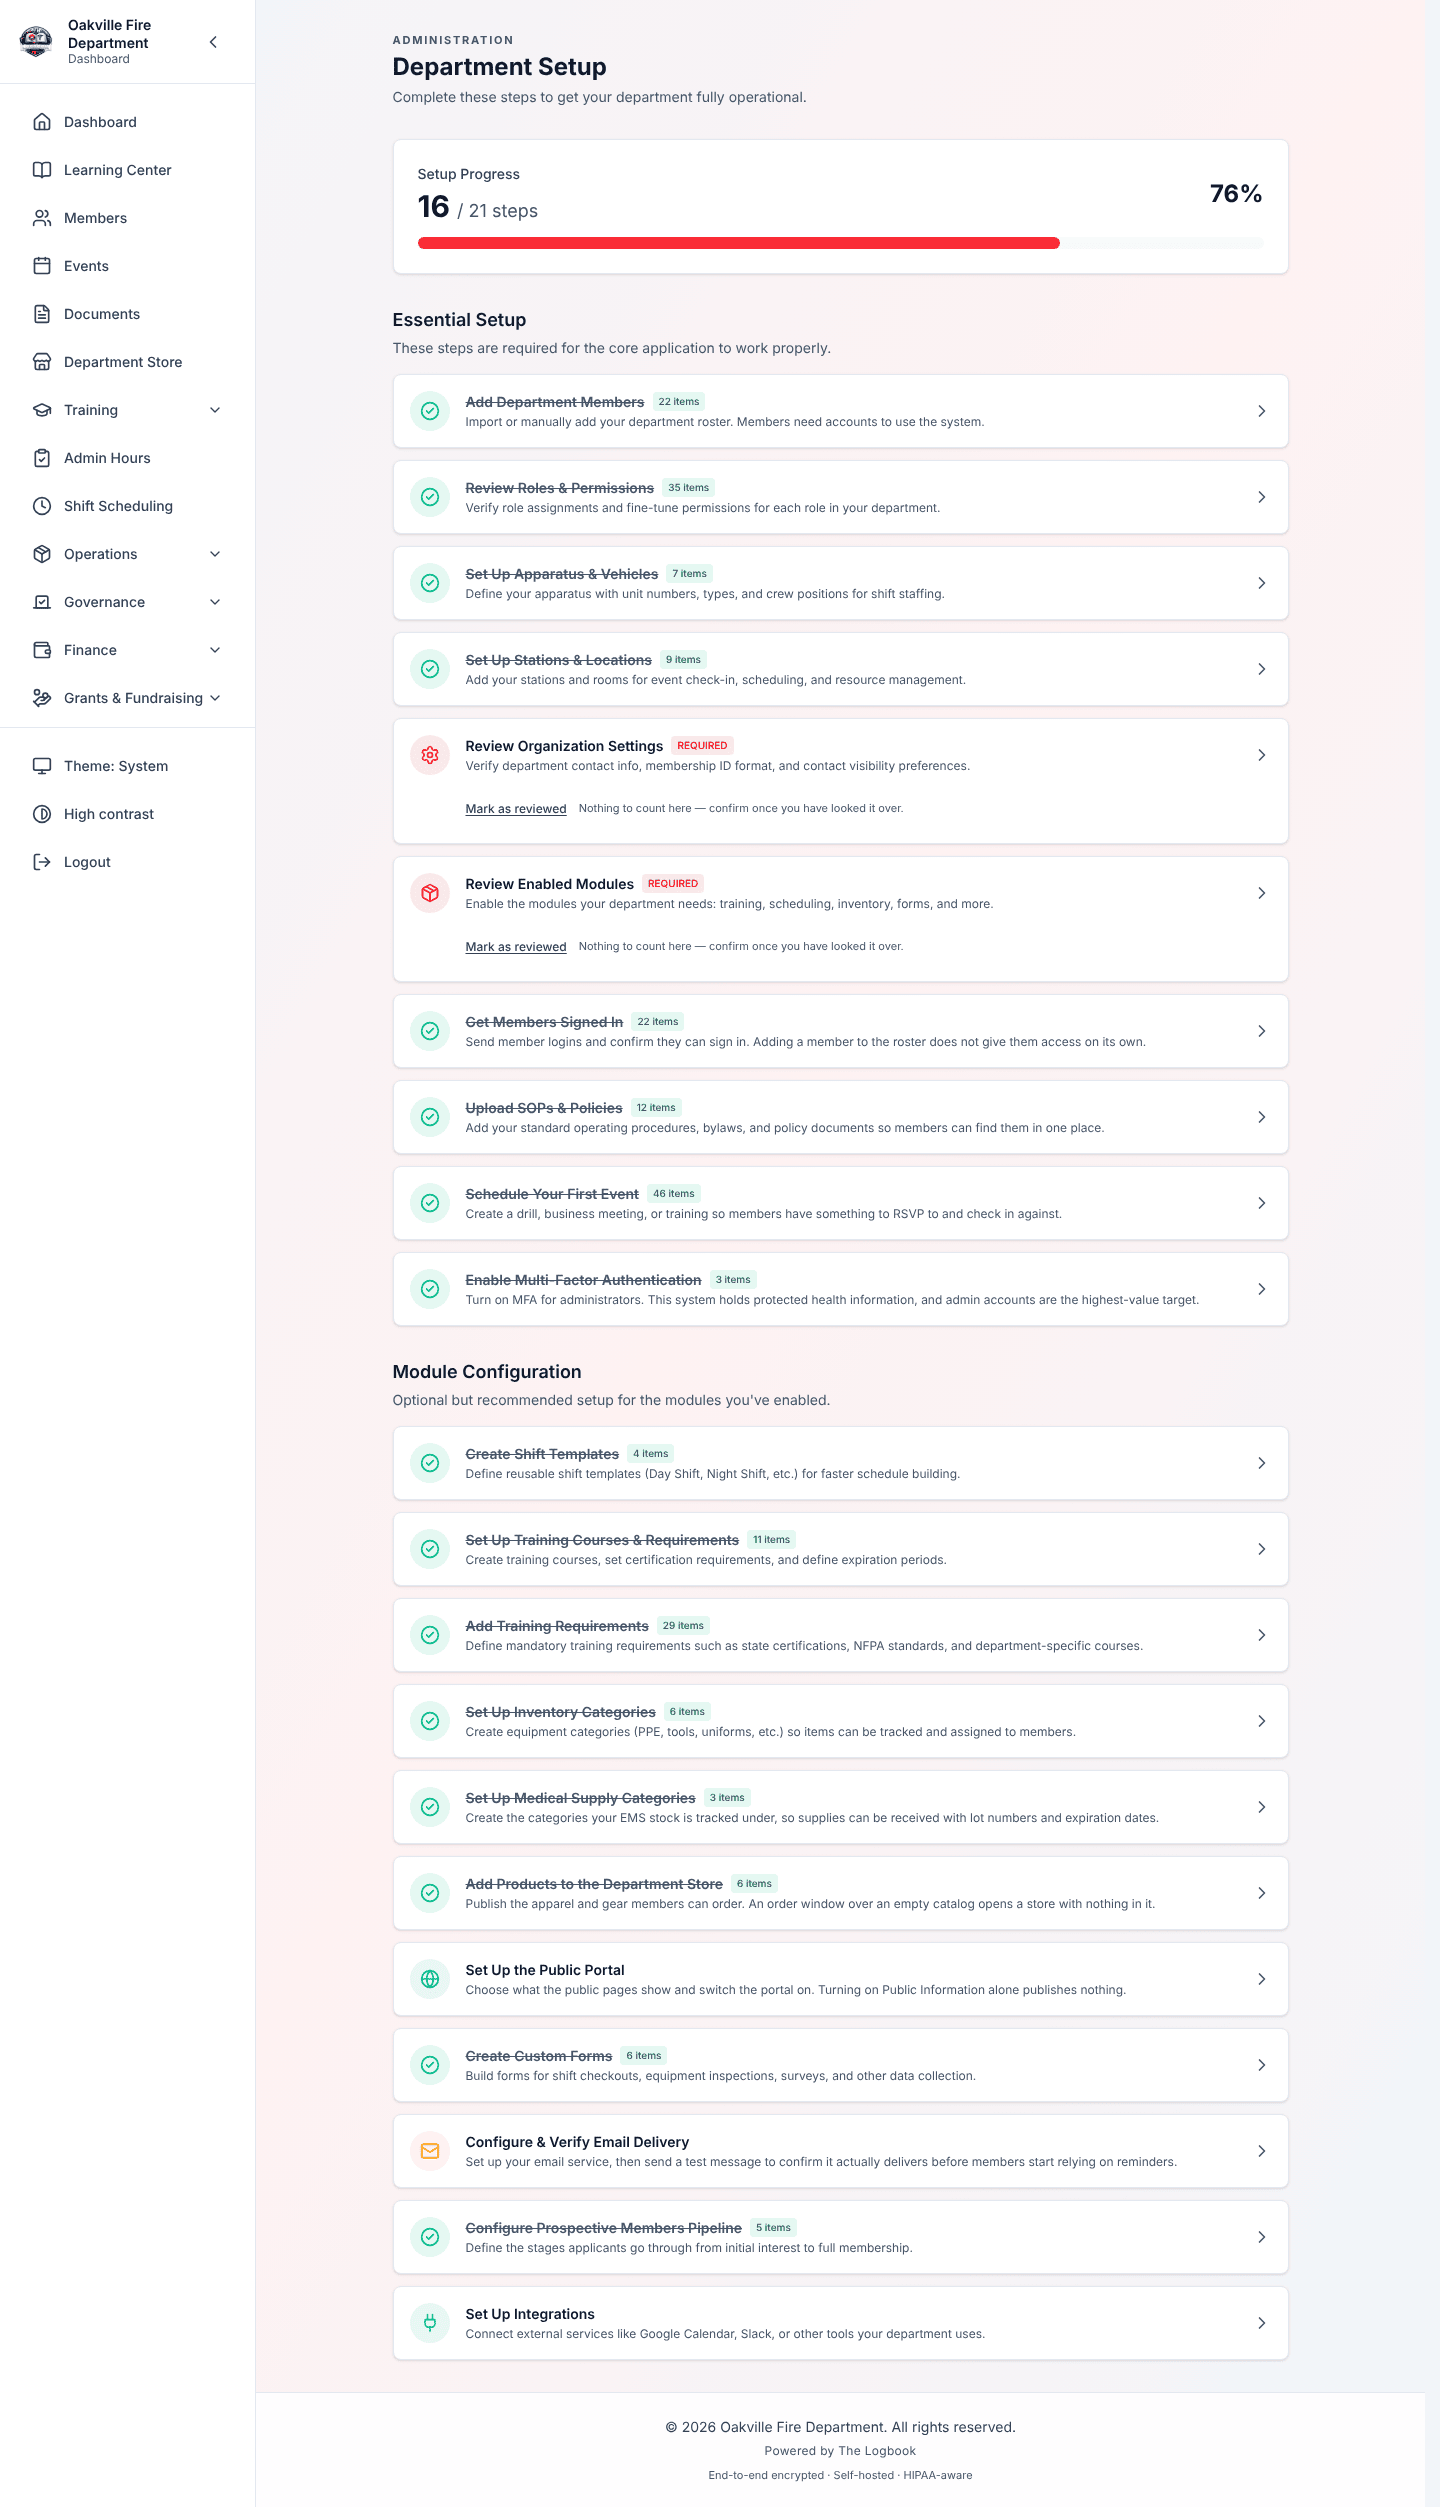 Oakville Fire
Department
Dashboard
Dashboard
Learning Center
Members
Events
Documents
Department Store
Training
Admin Hours
Shift Scheduling
Operations
Governance
Finance
Grants & Fundraising
Theme: System
High contrast
Logout
ADMINISTRATION
Department Setup
Complete these steps to get your department fully operational.
Setup Progress
16 / 21 steps
76%
Essential Setup
These steps are required for the core application to work properly.
Add Department Members 22 items
Import or manually add your department roster. Members need accounts to use the system.
Review Roles & Permissions 35 items
Verify role assignments and fine-tune permissions for each role in your department.
Set Up Apparatus & Vehicles 7 items
Define your apparatus with unit numbers, types, and crew positions for shift staffing.
Set Up Stations & Locations 9 items
Add your stations and rooms for event check-in, scheduling, and resource management.
Review Organization Settings REQUIRED
Verify department contact info, membership ID format, and contact visibility preferences.
Mark as reviewed Nothing to count here — confirm once you have looked it over.
Review Enabled Modules REQUIRED
Enable the modules your department needs: training, scheduling, inventory, forms, and more.
Mark as reviewed Nothing to count here — confirm once you have looked it over.
Get Members Signed In 22 items
Send member logins and confirm they can sign in. Adding a member to the roster does not give them access on its own.
Upload SOPs & Policies 12 items
Add your standard operating procedures, bylaws, and policy documents so members can find them in one place.
Schedule Your First Event 46 items
Create a drill, business meeting, or training so members have something to RSVP to and check in against.
Enable Multi-Factor Authentication 3 items
Turn on MFA for administrators. This system holds protected health information, and admin accounts are the highest-value target.
Module Configuration
Optional but recommended setup for the modules you've enabled.
Create Shift Templates 4 items
Define reusable shift templates (Day Shift, Night Shift, etc.) for faster schedule building.
Set Up Training Courses & Requirements 11 items
Create training courses, set certification requirements, and define expiration periods.
Add Training Requirements 29 items
Define mandatory training requirements such as state certifications, NFPA standards, and department-specific courses.
Set Up Inventory Categories 6 items
Create equipment categories (PPE, tools, uniforms, etc.) so items can be tracked and assigned to members.
Set Up Medical Supply Categories 3 items
Create the categories your EMS stock is tracked under, so supplies can be received with lot numbers and expiration dates.
Add Products to the Department Store 6 items
Publish the apparel and gear members can order. An order window over an empty catalog opens a store with nothing in it.
Set Up the Public Portal
Choose what the public pages show and switch the portal on. Turning on Public Information alone publishes nothing.
Create Custom Forms 6 items
Build forms for shift checkouts, equipment inspections, surveys, and other data collection.
Configure & Verify Email Delivery
Set up your email service, then send a test message to confirm it actually delivers before members start relying on reminders.
Configure Prospective Members Pipeline 5 items
Define the stages applicants go through from initial interest to full membership.
Set Up Integrations
Connect external services like Google Calendar, Slack, or other tools your department uses.
© 2026 Oakville Fire Department. All rights reserved.
Powered by The Logbook
End-to-end encrypted · Self-hosted · HIPAA-aware